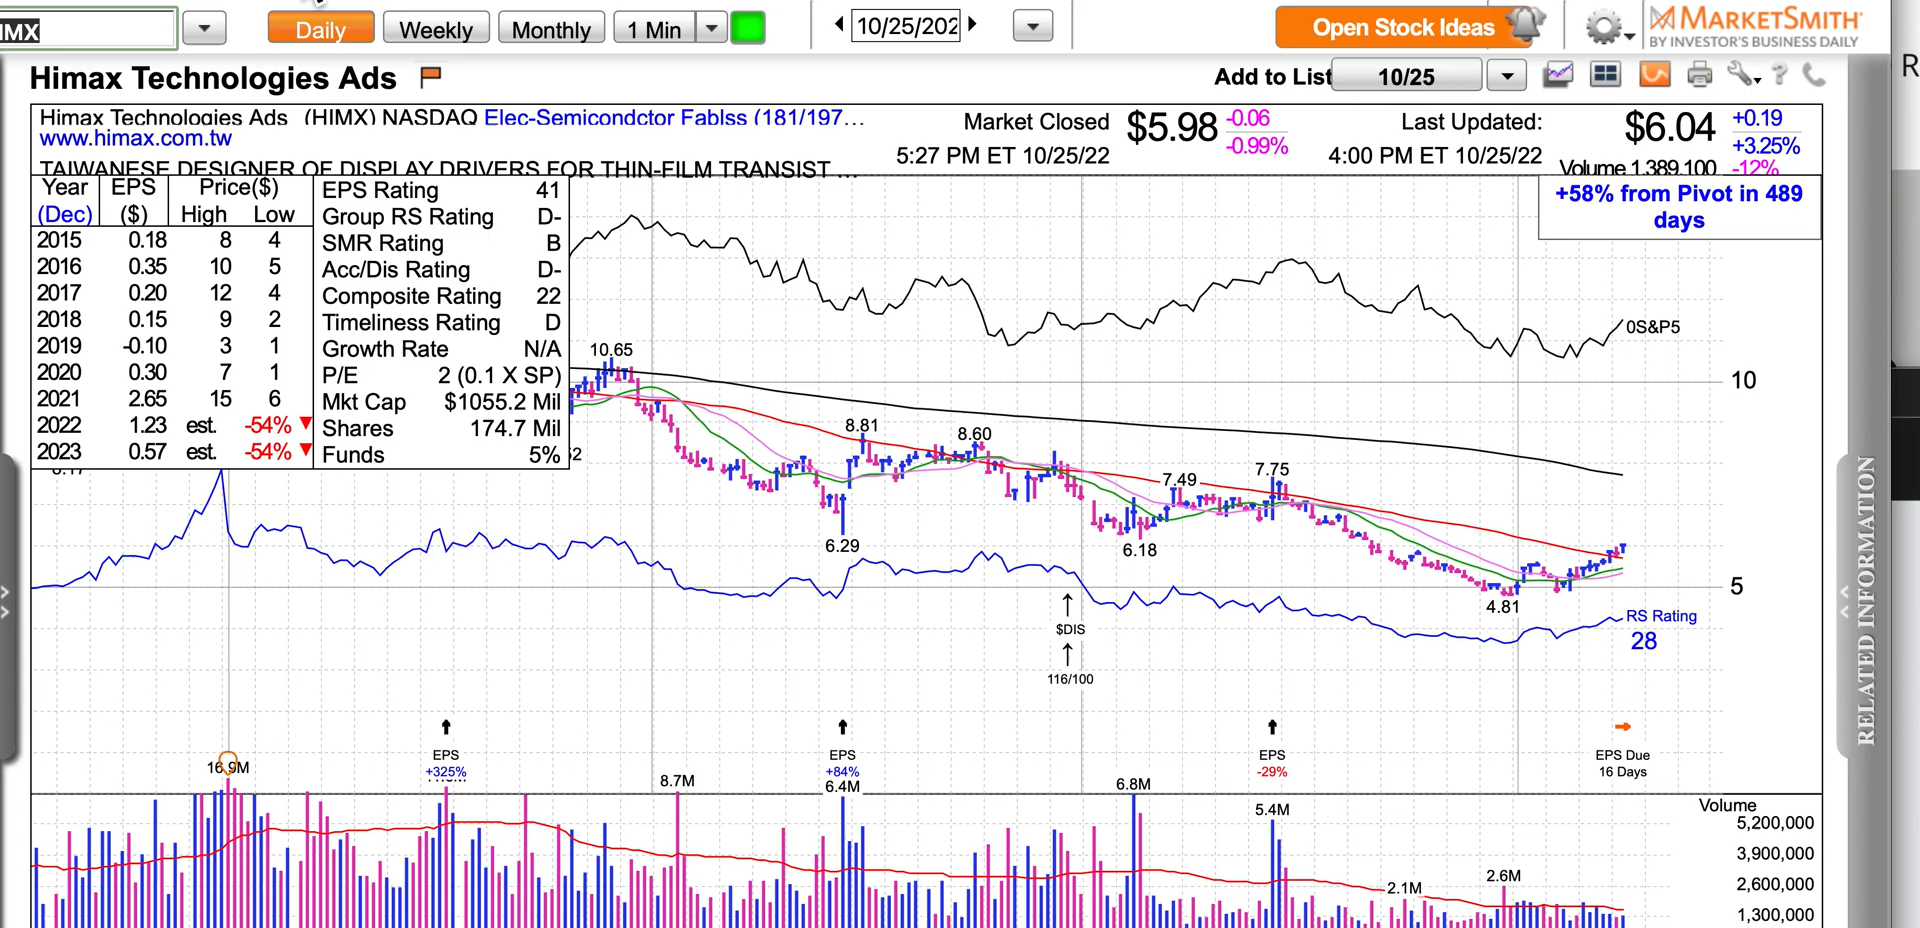 IMX
Daily
Weekly
Monthly
1 Min
10/25/202
Open Stock Ideas
MARKETSMITH
BY INVESTOR'S BUSINESS DAILY
R
Himax Technologies Ads
Add to List
10/25
Himax Technologies Ads (HIMX) NASDAQ Elec-Semicondctor Fablss (181/197...
www.himax.com.tw
TAIWANESE DESIGNER OF DISPLAY DRIVERS FOR THIN-FILM TRANSIST ...
Market Closed $5.98 -0.06
5:27 PM ET 10/25/22 -0.99%
Last Updated: $6.04 +0.19
4:00 PM ET 10/25/22 +3.25%
Volume 1,389,100 -12%
+58% from Pivot in 489
days
Year EPS Price($)
(Dec) ($) High Low
2015 0.18 8 4
2016 0.35 10 5
2017 0.20 12 4
2018 0.15 9 2
2019 -0.10 3 1
2020 0.30 7 1
2021 2.65 15 6
2022 1.23 est. -54%
2023 0.57 est. -54%
EPS Rating 41
Group RS Rating D-
SMR Rating B
Acc/Dis Rating D-
Composite Rating 22
Timeliness Rating D
Growth Rate N/A
P/E 2 (0.1 X SP)
Mkt Cap $1055.2 Mil
Shares 174.7 Mil
Funds 5%
0S&P5
10.65
10
8.81
8.60
7.49
7.75
6.29
6.18
4.81
5
RS Rating
28
$DIS
116/100
EPS
+325%
EPS
+84%
EPS
-29%
EPS Due
16 Days
16.9M
8.7M
6.4M
6.8M
5.4M
2.1M
2.6M
Volume
5,200,000
3,900,000
2,600,000
1,300,000
RELATED INFORMATION